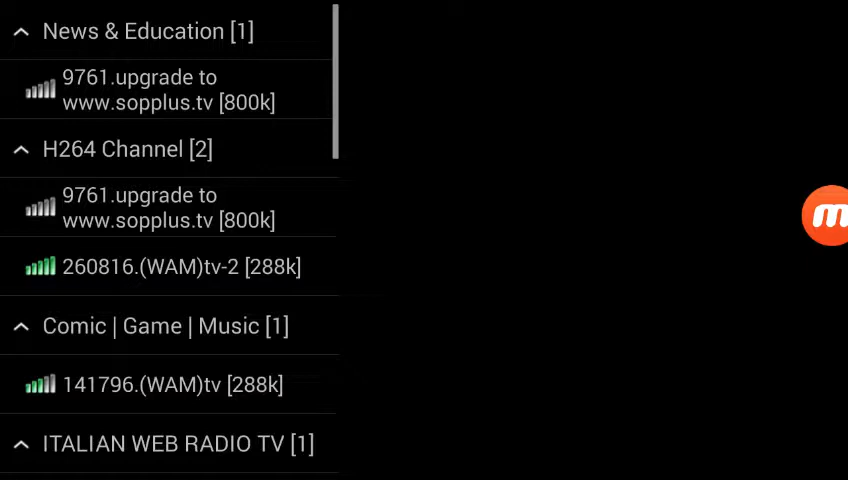 News & Education [1]
9761.upgrade to
www.sopplus.tv [800k]
H264 Channel [2]
9761.upgrade to
www.sopplus.tv [800k]
260816.(WAM)tv-2 [288k]
Comic | Game | Music [1]
141796.(WAM)tv [288k]
ITALIAN WEB RADIO TV [1]